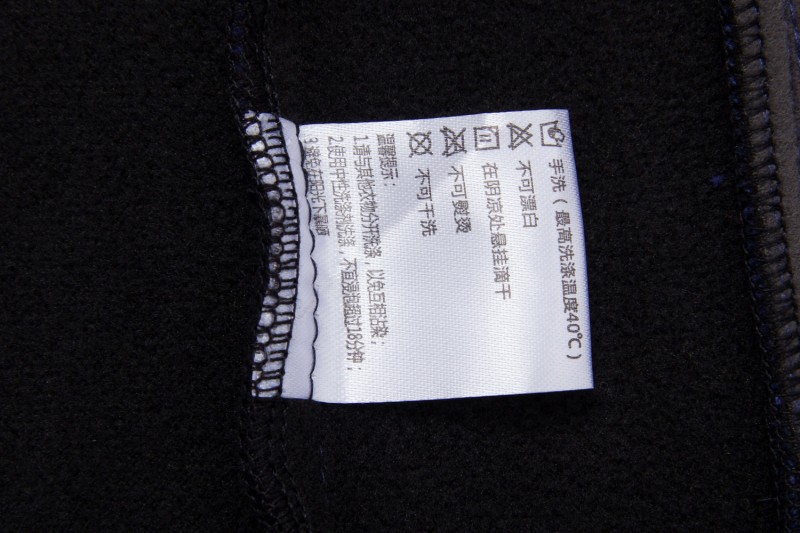 手洗（最高洗涤温度40℃）
不可漂白
在阴凉处悬挂滴干
不可熨烫
不可干洗
温馨提示：
1.请与其他衣物分开洗涤，以免互相沾染；
2.使用中性洗涤剂洗涤，不宜浸泡超过18分钟；
3.避免在阳光下暴晒